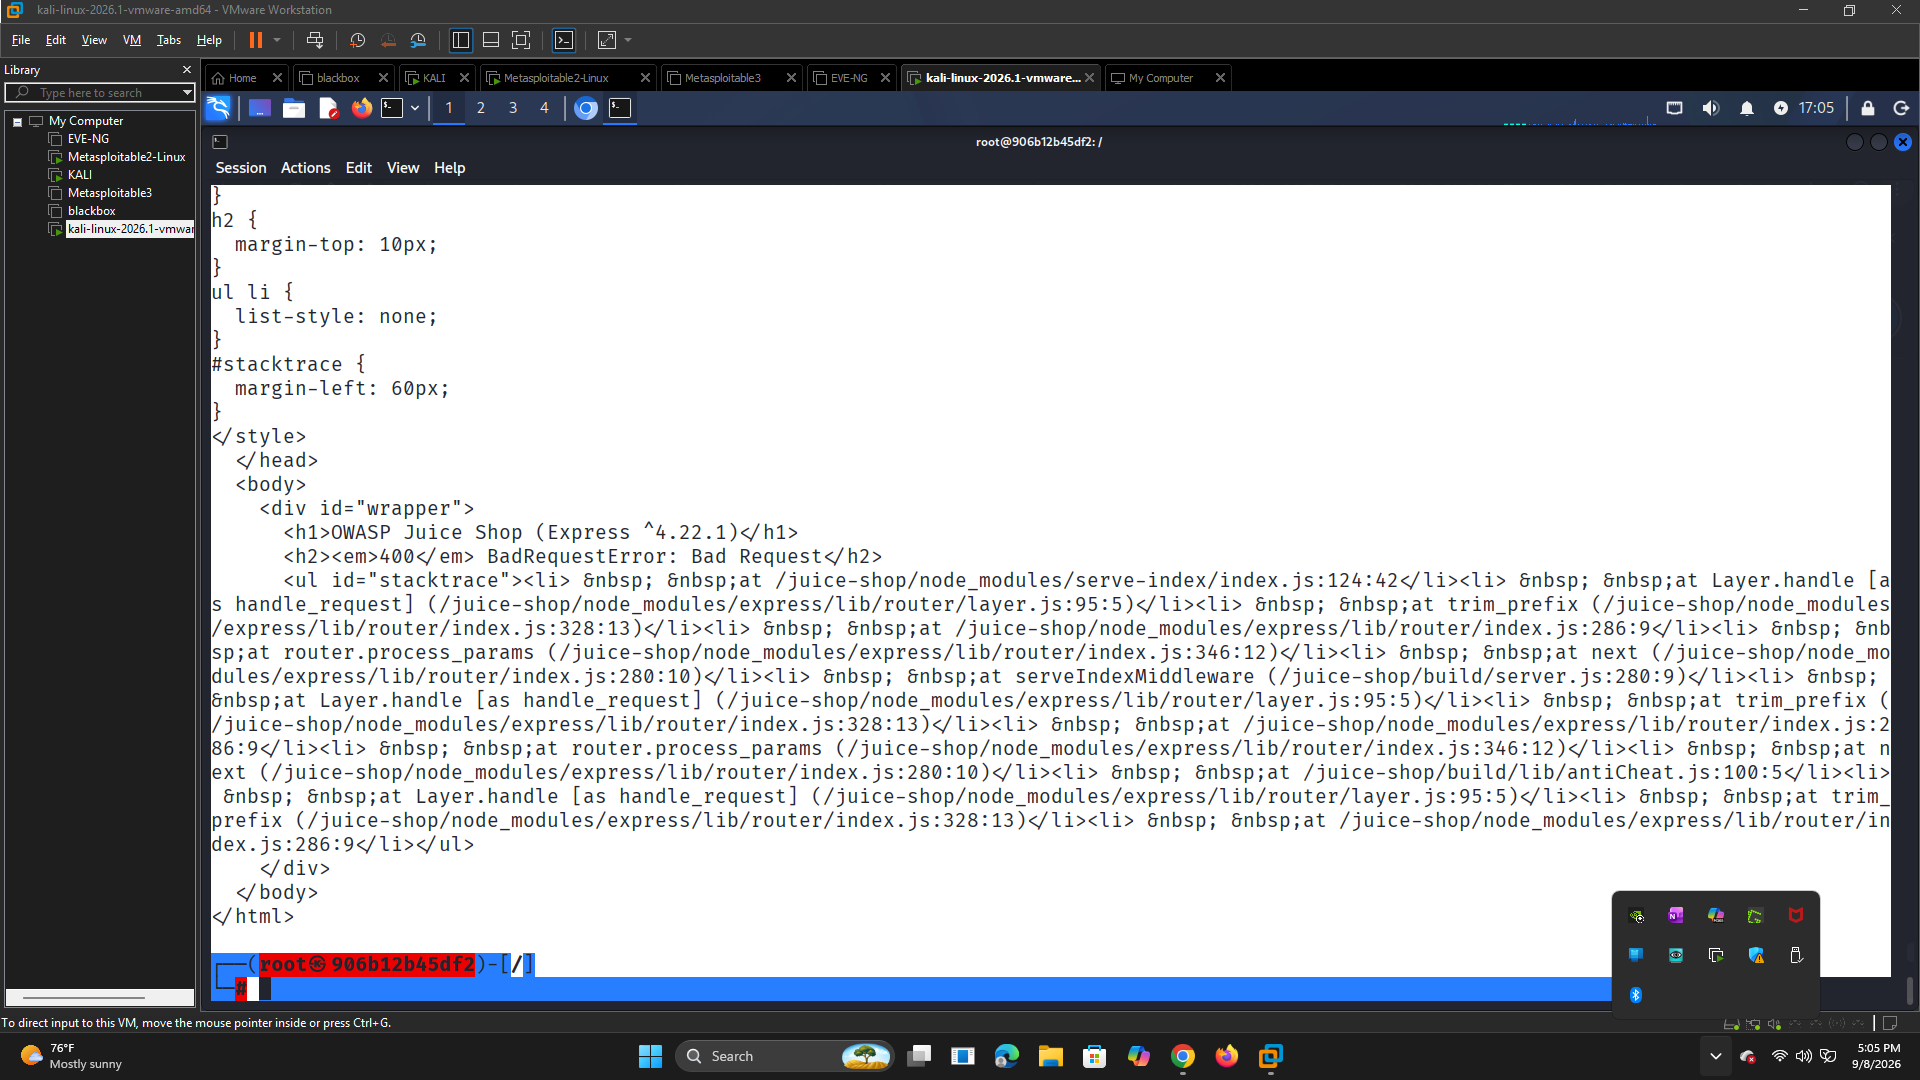 kali-linux-2026.1-vmware-amd64 - VMware Workstation
File Edit View VM Tabs Help
Library
Type here to search
My Computer
EVE-NG
Metasploitable2-Linux
KALI
Metasploitable3
blackbox
kali-linux-2026.1-vmwar
Home blackbox KALI Metasploitable2-Linux Metasploitable3 EVE-NG kali-linux-2026.1-vmware... My Computer
1 2 3 4 17:05
root@906b12b45df2: /
Session Actions Edit View Help
}
h2 {
  margin-top: 10px;
}
ul li {
  list-style: none;
}
#stacktrace {
  margin-left: 60px;
}
</style>
  </head>
  <body>
    <div id="wrapper">
      <h1>OWASP Juice Shop (Express ^4.22.1)</h1>
      <h2><em>400</em> BadRequestError: Bad Request</h2>
      <ul id="stacktrace"><li> &nbsp; &nbsp;at /juice-shop/node_modules/serve-index/index.js:124:42</li><li> &nbsp; &nbsp;at Layer.handle [a
s handle_request] (/juice-shop/node_modules/express/lib/router/layer.js:95:5)</li><li> &nbsp; &nbsp;at trim_prefix (/juice-shop/node_modules
/express/lib/router/index.js:328:13)</li><li> &nbsp; &nbsp;at /juice-shop/node_modules/express/lib/router/index.js:286:9</li><li> &nbsp; &nb
sp;at router.process_params (/juice-shop/node_modules/express/lib/router/index.js:346:12)</li><li> &nbsp; &nbsp;at next (/juice-shop/node_mo
dules/express/lib/router/index.js:280:10)</li><li> &nbsp; &nbsp;at serveIndexMiddleware (/juice-shop/build/server.js:280:9)</li><li> &nbsp;
&nbsp;at Layer.handle [as handle_request] (/juice-shop/node_modules/express/lib/router/layer.js:95:5)</li><li> &nbsp; &nbsp;at trim_prefix (
/juice-shop/node_modules/express/lib/router/index.js:328:13)</li><li> &nbsp; &nbsp;at /juice-shop/node_modules/express/lib/router/index.js:2
86:9</li><li> &nbsp; &nbsp;at router.process_params (/juice-shop/node_modules/express/lib/router/index.js:346:12)</li><li> &nbsp; &nbsp;at n
ext (/juice-shop/node_modules/express/lib/router/index.js:280:10)</li><li> &nbsp; &nbsp;at /juice-shop/build/lib/antiCheat.js:100:5</li><li>
 &nbsp; &nbsp;at Layer.handle [as handle_request] (/juice-shop/node_modules/express/lib/router/layer.js:95:5)</li><li> &nbsp; &nbsp;at trim_
prefix (/juice-shop/node_modules/express/lib/router/index.js:328:13)</li><li> &nbsp; &nbsp;at /juice-shop/node_modules/express/lib/router/in
dex.js:286:9</li></ul>
    </div>
  </body>
</html>
┌──(root㉿906b12b45df2)-[/]
└─#
To direct input to this VM, move the mouse pointer inside or press Ctrl+G.
76°F
Mostly sunny
Search
5:05 PM
9/8/2026